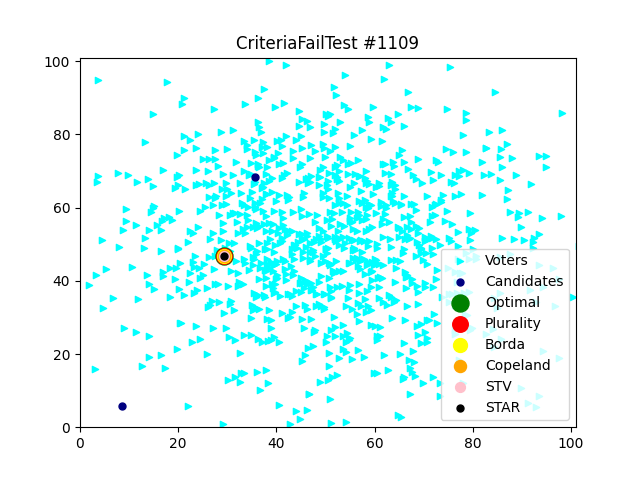 CriteriaFailTest #1109
100
80
60
40
20
0
0 20 40 60 80 100
Voters
Candidates
Optimal
Plurality
Borda
Copeland
STV
STAR